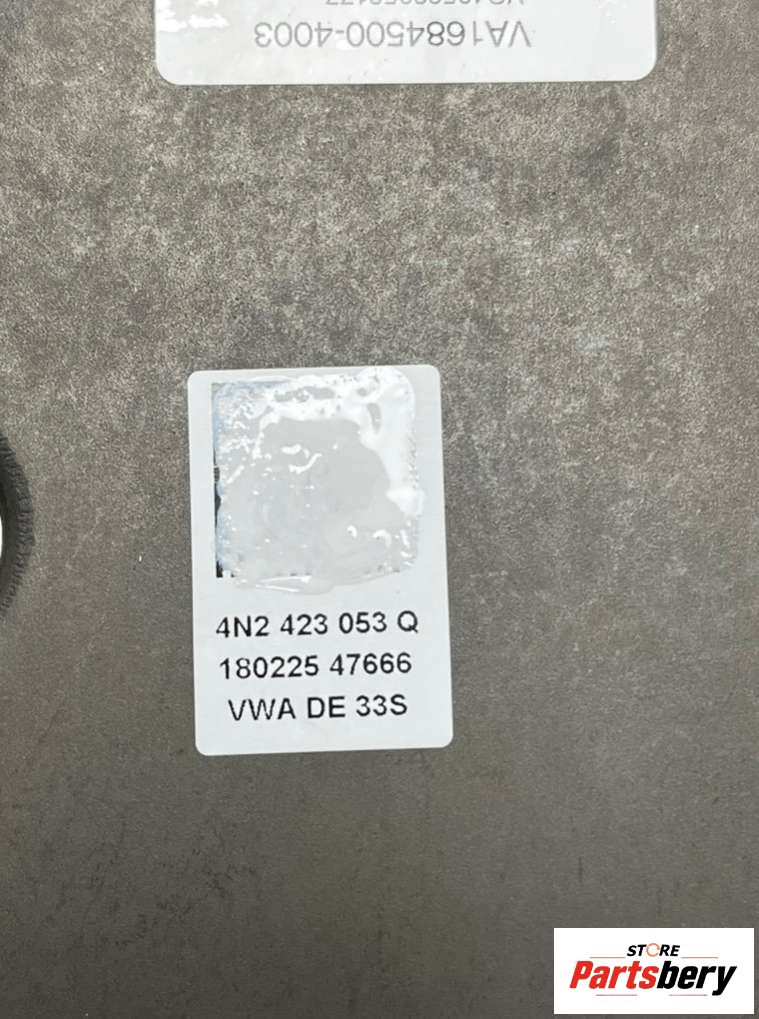 VA1684500-4003
4N2 423 053 Q
180225 47666
VWA DE 33S
STORE
Partsbery